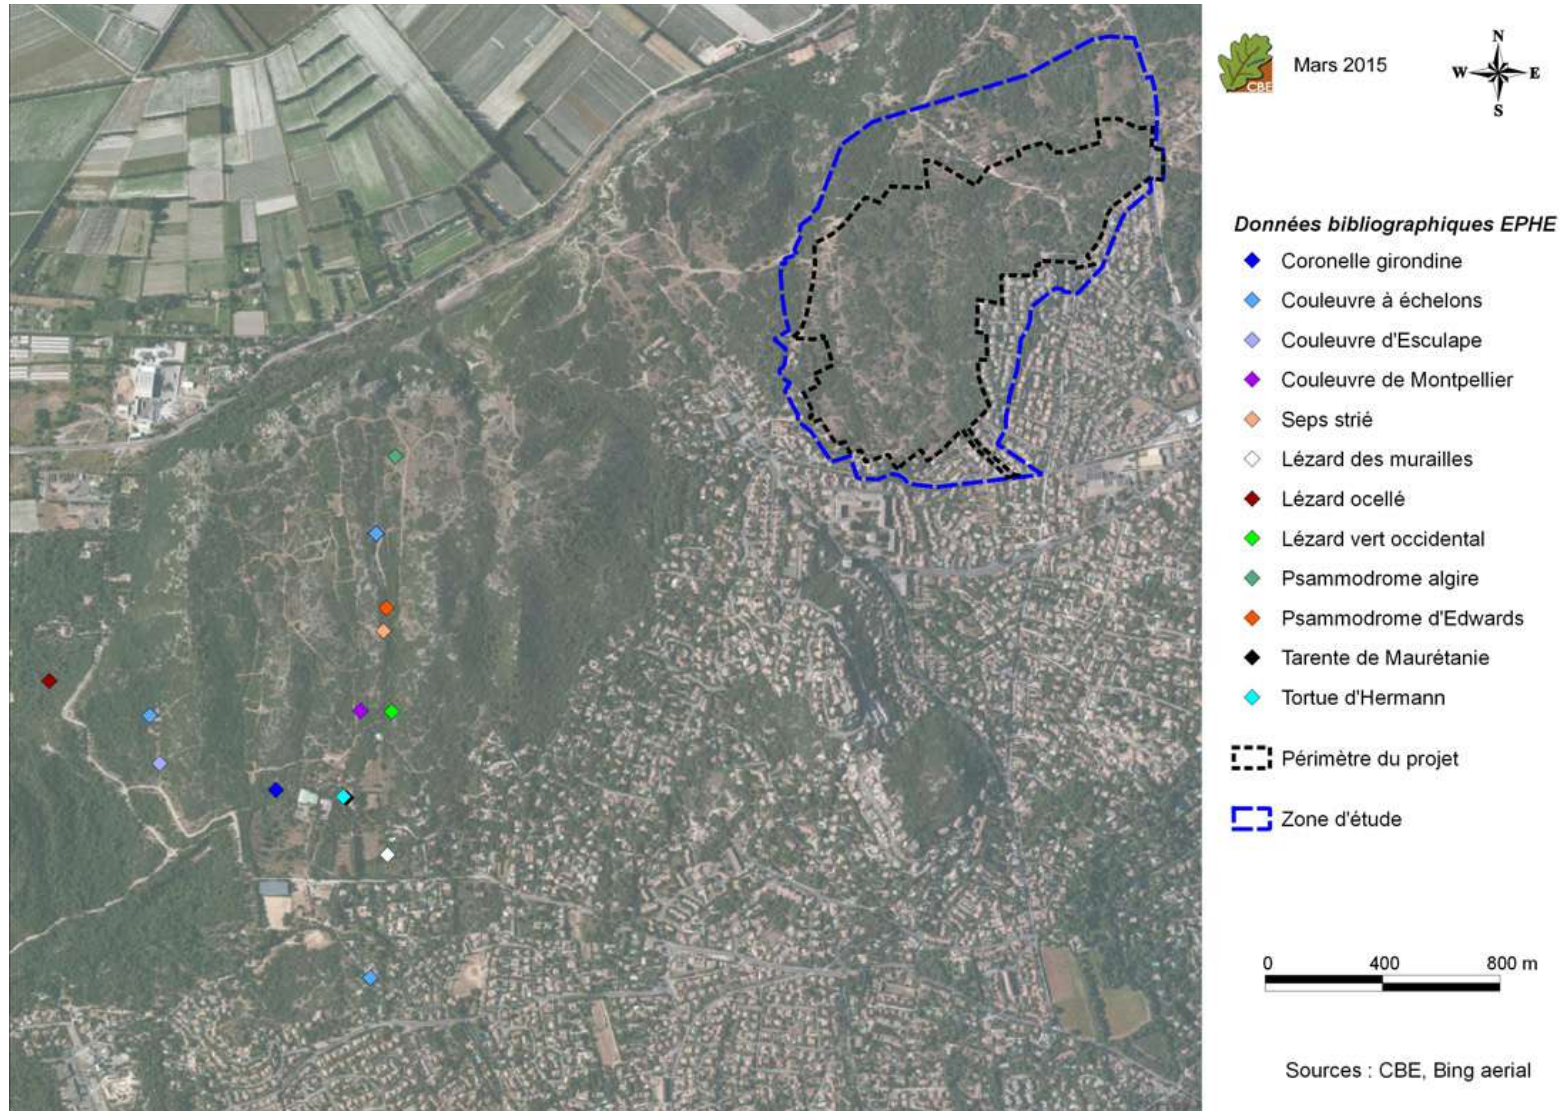 CBE
Mars 2015
N
W E
S
Données bibliographiques EPHE
Coronelle girondine
Couleuvre à échelons
Couleuvre d'Esculape
Couleuvre de Montpellier
Seps strié
Lézard des murailles
Lézard ocellé
Lézard vert occidental
Psammodrome algire
Psammodrome d'Edwards
Tarente de Maurétanie
Tortue d'Hermann
Périmètre du projet
Zone d'étude
0 400 800 m
Sources : CBE, Bing aerial